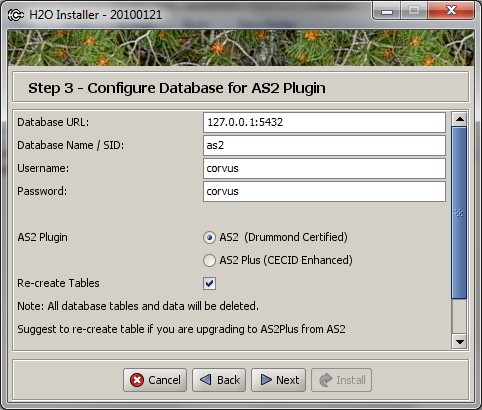 H2O Installer - 20100121
Step 3 - Configure Database for AS2 Plugin
Database URL: 127.0.0.1:5432
Database Name / SID: as2
Username: corvus
Password: corvus
AS2 Plugin AS2 (Drummond Certified)
AS2 Plus (CECID Enhanced)
Re-create Tables
Note: All database tables and data will be deleted.
Suggest to re-create table if you are upgrading to AS2Plus from AS2
Cancel Back Next Install